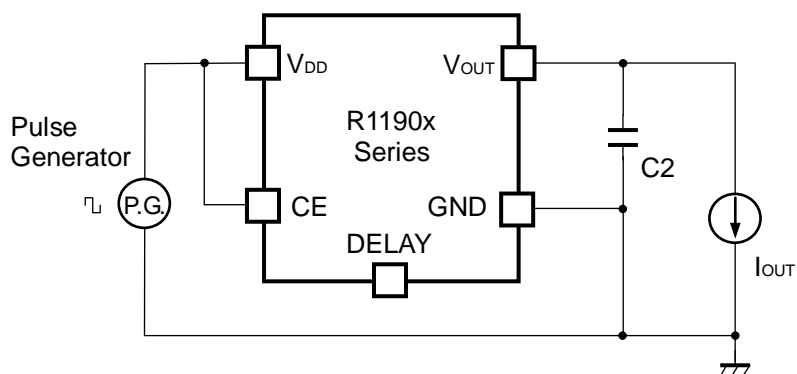 VDD
VOUT
R1190x
Series
Pulse
Generator
P.G.
C2
CE
GND
DELAY
IOUT